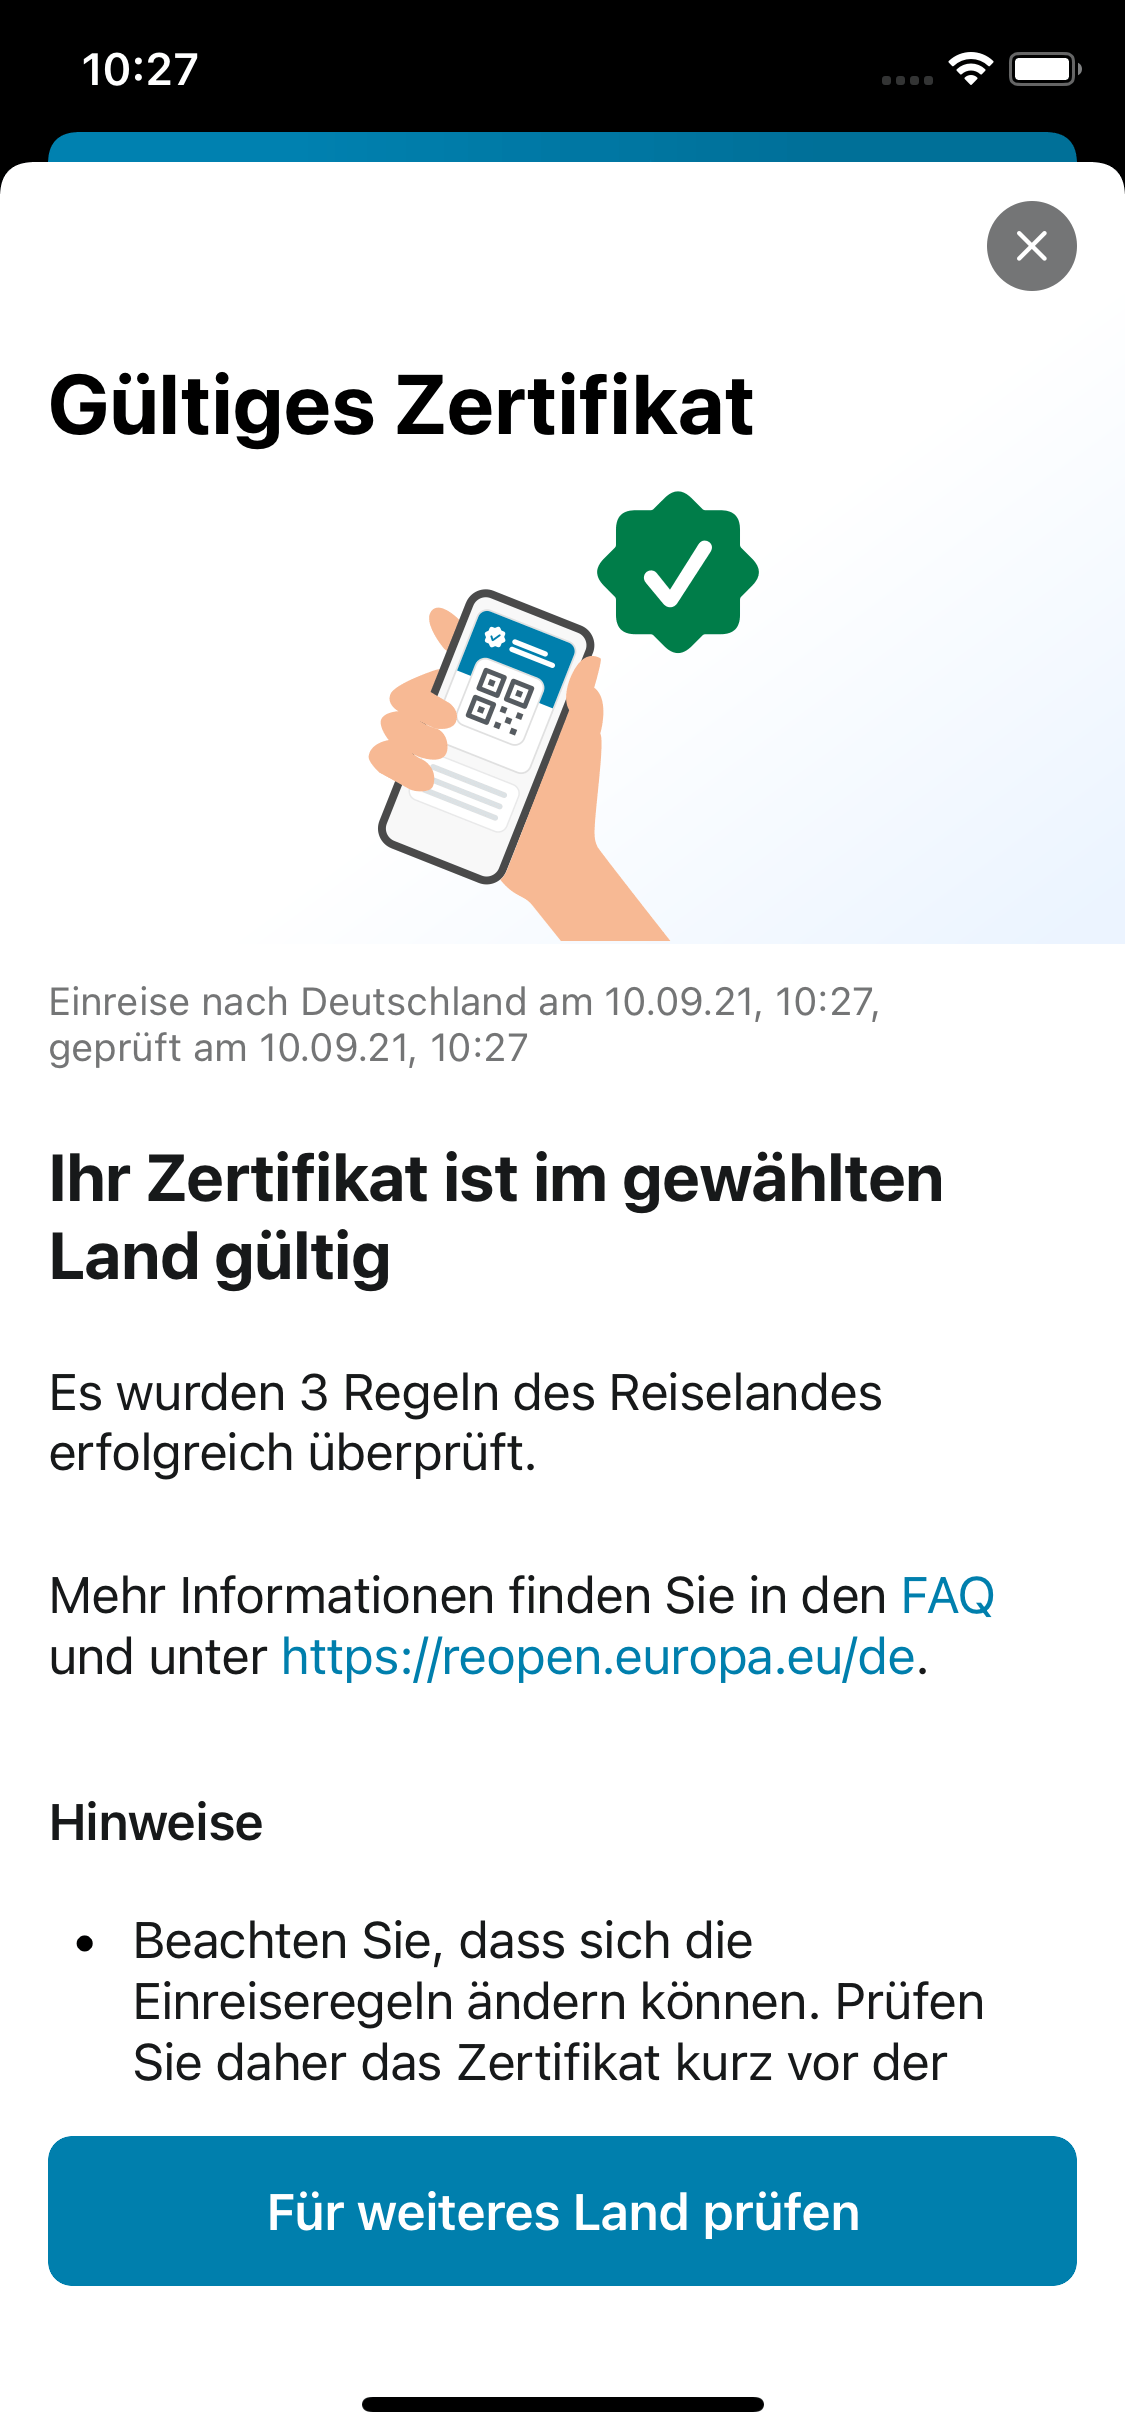 10:27
Gültiges Zertifikat
Einreise nach Deutschland am 10.09.21, 10:27,
geprüft am 10.09.21, 10:27
Ihr Zertifikat ist im gewählten
Land gültig
Es wurden 3 Regeln des Reiselandes
erfolgreich überprüft.
Mehr Informationen finden Sie in den FAQ
und unter https://reopen.europa.eu/de.
Hinweise
• Beachten Sie, dass sich die
Einreiseregeln ändern können. Prüfen
Sie daher das Zertifikat kurz vor der
Für weiteres Land prüfen